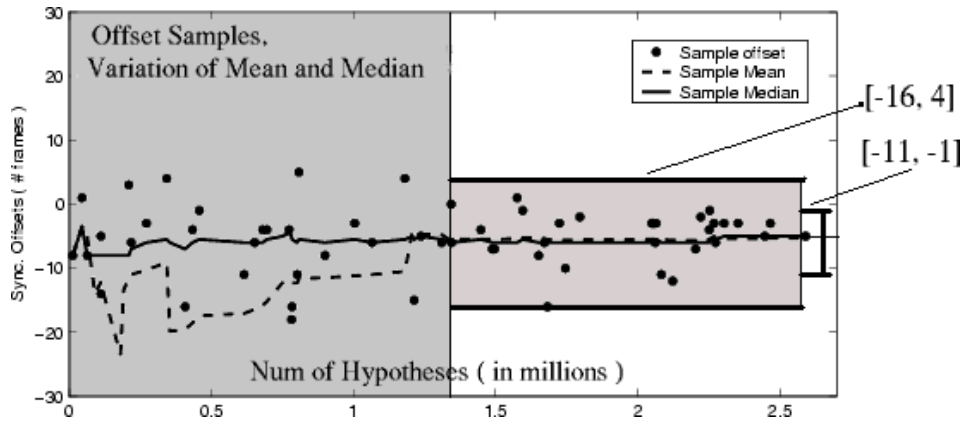 Offset Samples,
Variation of Mean and Median
Sample offset
Sample Mean
Sample Median
[-16, 4]
[-11, -1]
Sync. Offsets ( # frames )
30
20
10
0
−10
−20
−30
Num of Hypotheses ( in millions )
0
0.5
1
1.5
2
2.5